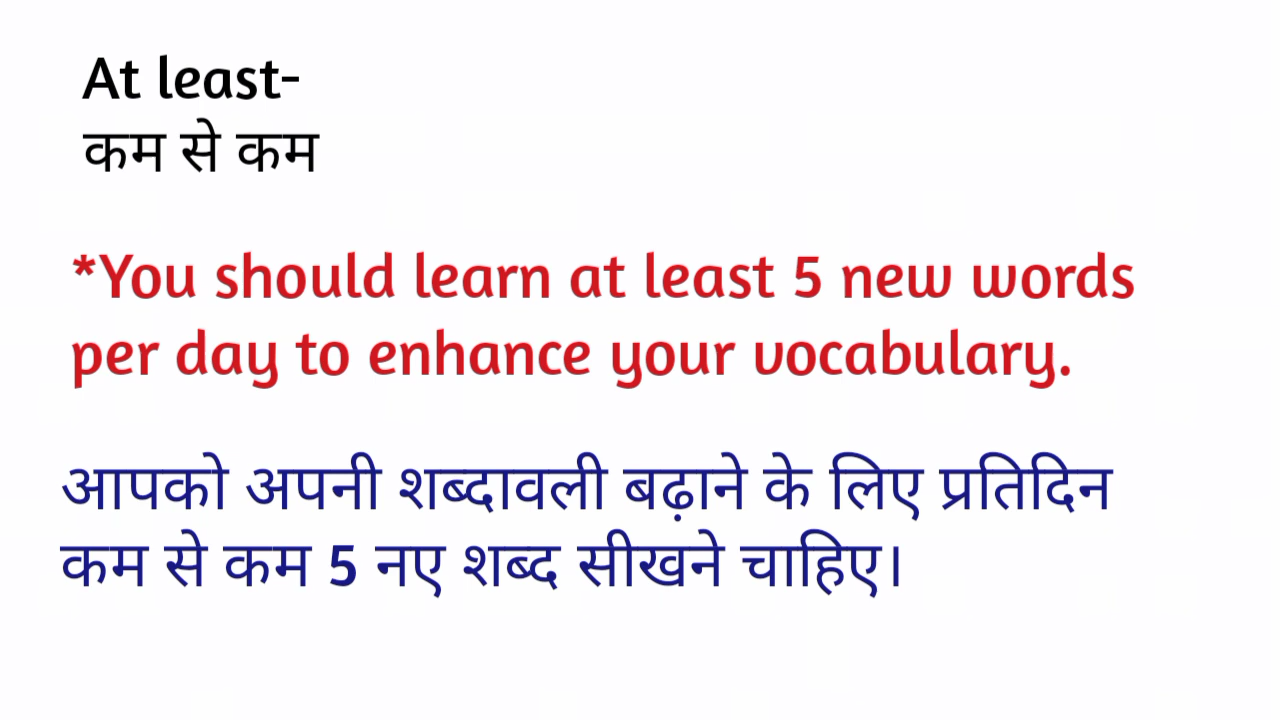 At least-
कम से कम
*You should learn at least 5 new words
per day to enhance your vocabulary.
आपको अपनी शब्दावली बढ़ाने के लिए प्रतिदिन
कम से कम 5 नए शब्द सीखने चाहिए।